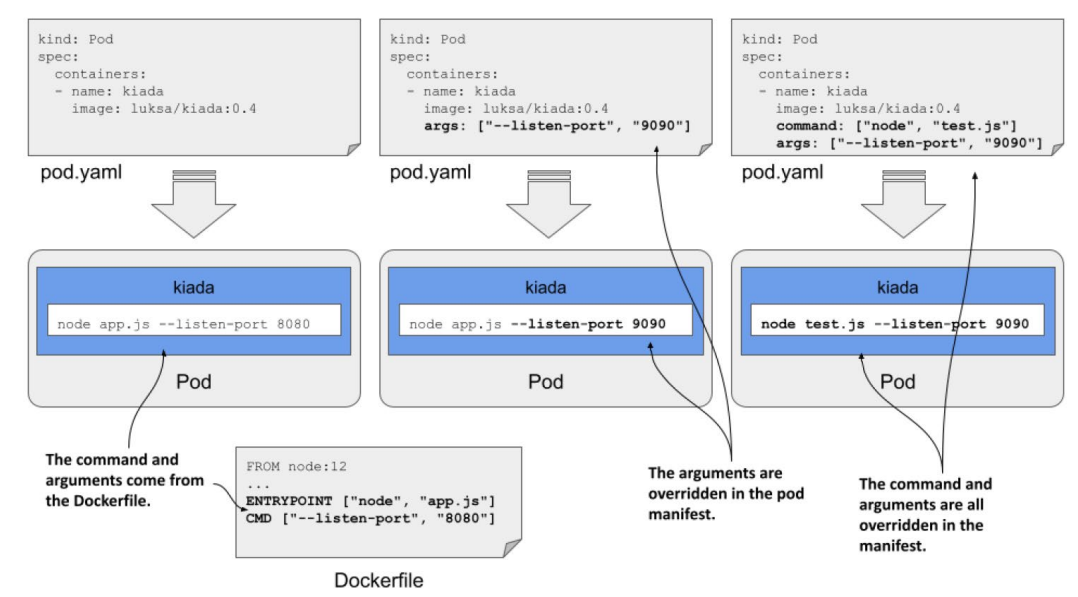 kind: Pod
spec:
  containers:
  - name: kiada
    image: luksa/kiada:0.4
pod.yaml
kind: Pod
spec:
  containers:
  - name: kiada
    image: luksa/kiada:0.4
    args: ["--listen-port", "9090"]
pod.yaml
kind: Pod
spec:
  containers:
  - name: kiada
    image: luksa/kiada:0.4
    command: ["node", "test.js"]
    args: ["--listen-port", "9090"]
pod.yaml
kiada
node app.js --listen-port 8080
Pod
kiada
node app.js --listen-port 9090
Pod
kiada
node test.js --listen-port 9090
Pod
The command and
arguments come from
the Dockerfile.
FROM node:12
...
ENTRYPOINT ["node", "app.js"]
CMD ["--listen-port", "8080"]
Dockerfile
The arguments are
overridden in the pod
manifest.
The command and
arguments are all
overridden in the
manifest.